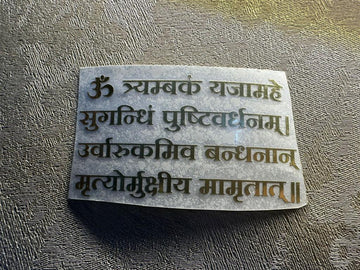 ॐ त्र्यम्बकं यजामहे
सुगन्धिं पुष्टिवर्धनम्।
उर्वारुकमिव बन्धनान्
मृत्योर्मुक्षीय मामृतात्॥